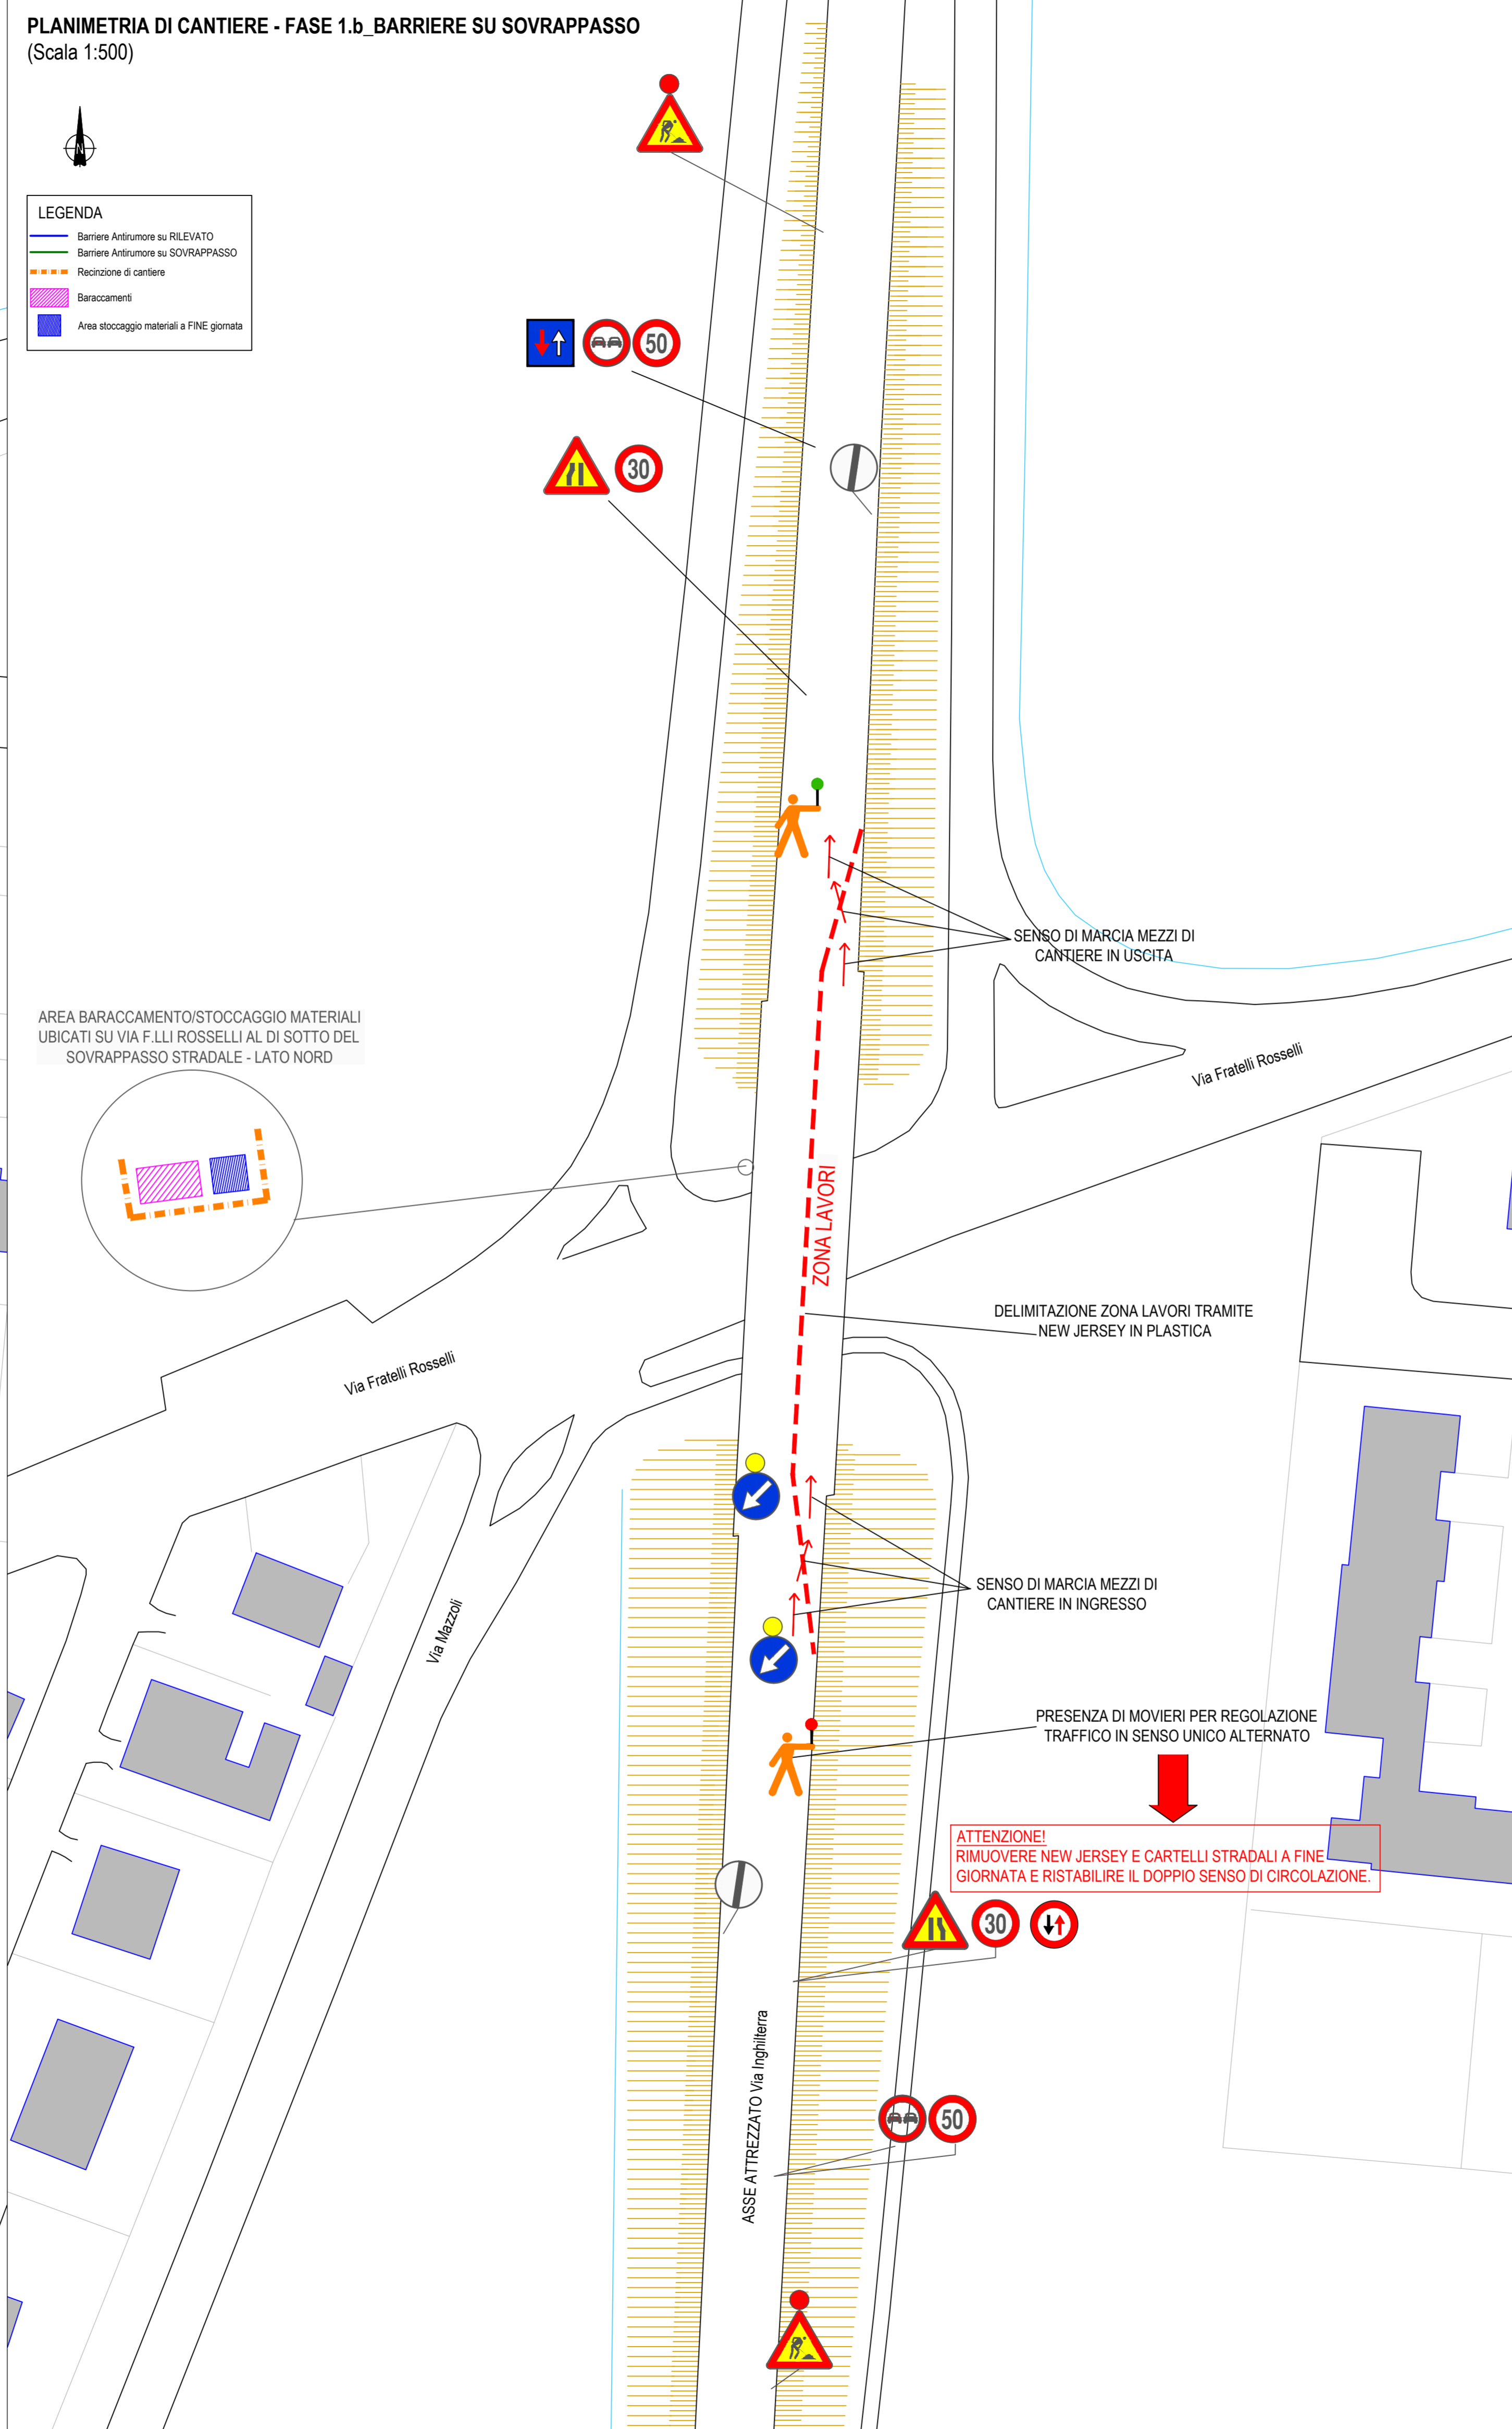 PLANIMETRIA DI CANTIERE - FASE 1.b_BARRIERE SU SOVRAPPASSO
(Scala 1:500)
N
LEGENDA
Barriere Antirumore su RILEVATO
Barriere Antirumore su SOVRAPPASSO
Recinzione di cantiere
Baraccamenti
Area stoccaggio materiali a FINE giornata
50
30
SENSO DI MARCIA MEZZI DI
CANTIERE IN USCITA
AREA BARACCAMENTO/STOCCAGGIO MATERIALI
UBICATI SU VIA F.LLI ROSSELLI AL DI SOTTO DEL
SOVRAPPASSO STRADALE - LATO NORD
Via Fratelli Rosselli
ZONA LAVORI
DELIMITAZIONE ZONA LAVORI TRAMITE
NEW JERSEY IN PLASTICA
Via Fratelli Rosselli
SENSO DI MARCIA MEZZI DI
CANTIERE IN INGRESSO
Via Mazzoli
PRESENZA DI MOVIERI PER REGOLAZIONE
TRAFFICO IN SENSO UNICO ALTERNATO
ATTENZIONE!
RIMUOVERE NEW JERSEY E CARTELLI STRADALI A FINE
GIORNATA E RISTABILIRE IL DOPPIO SENSO DI CIRCOLAZIONE.
30
ASSE ATTREZZATO Via Inghilterra
50